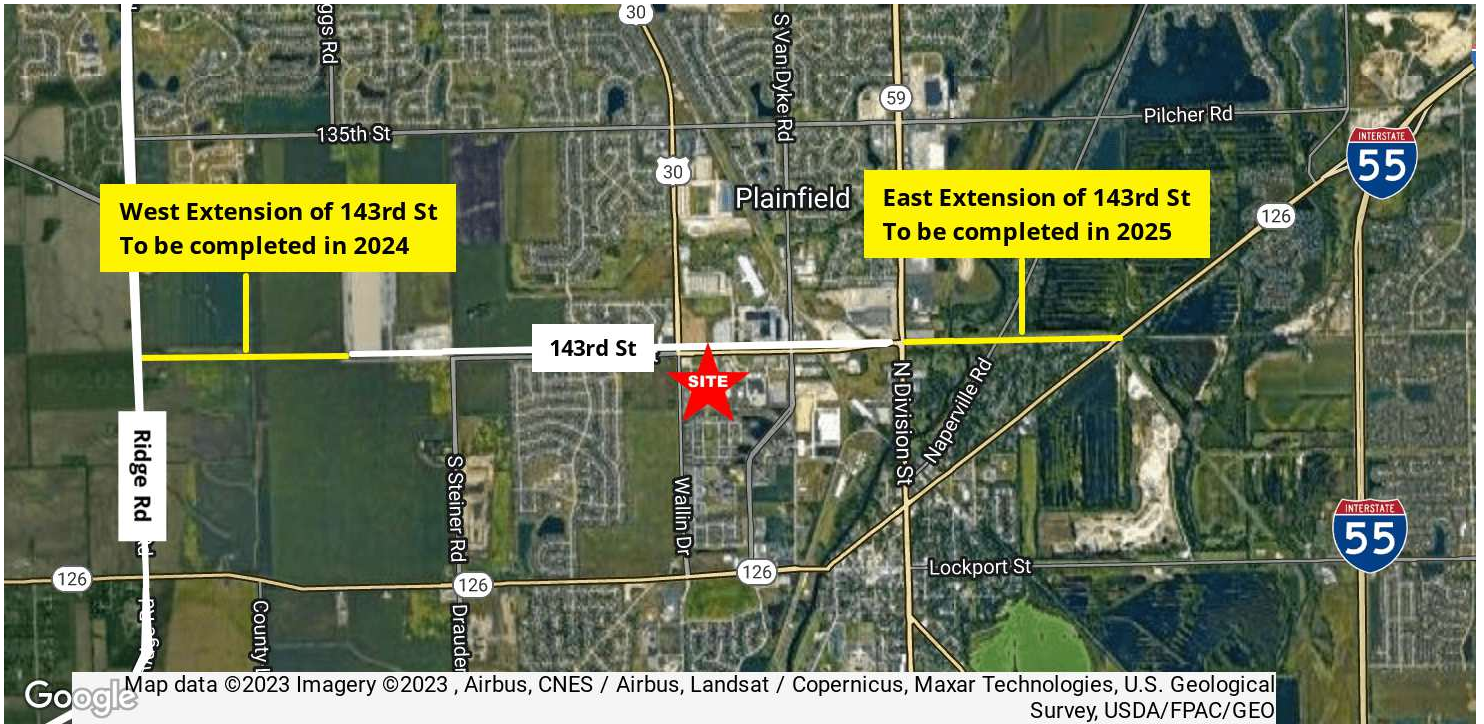 30
ggs Rd
S Van Dyke Rd
59
Pilcher Rd
135th St
INTERSTATE
55
30
Plainfield
West Extension of 143rd St
To be completed in 2024
East Extension of 143rd St
To be completed in 2025
126
143rd St
SITE
N Division St
Naperville Rd
Ridge Rd
S Steiner Rd
Wallin Dr
INTERSTATE
55
126
126
126
Lockport St
County L
Drauden
Google
Map data ©2023 Imagery ©2023 , Airbus, CNES / Airbus, Landsat / Copernicus, Maxar Technologies, U.S. Geological
Survey, USDA/FPAC/GEO